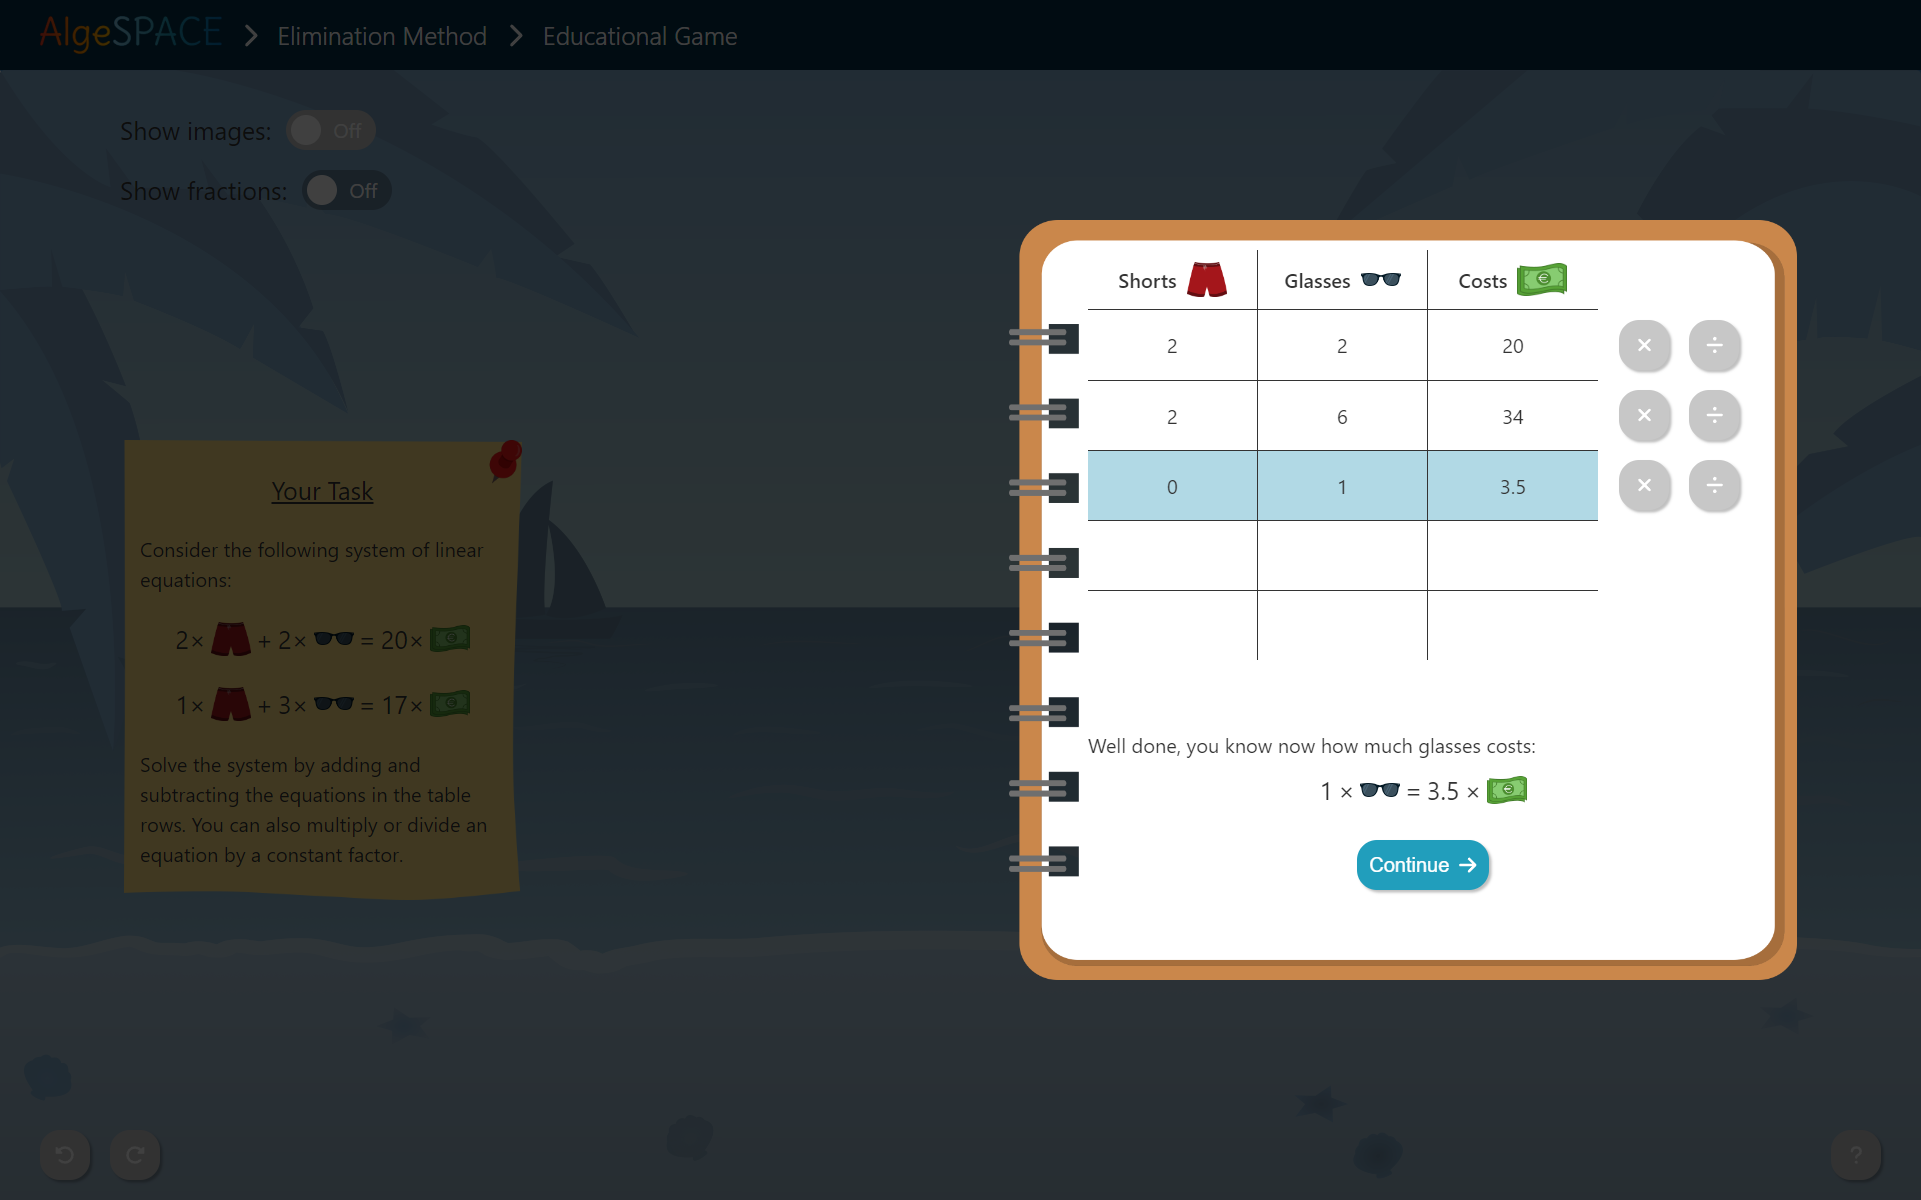 AlgeSPACE > Elimination Method > Educational Game
Show images: Off
Show fractions: Off
Your Task
Consider the following system of linear
equations:
2× + 2× = 20×
1× + 3× = 17×
Solve the system by adding and
subtracting the equations in the table
rows. You can also multiply or divide an
equation by a constant factor.
Shorts Glasses Costs
2 2 20 × ÷
2 6 34 × ÷
0 1 3.5 × ÷
Well done, you know now how much glasses costs:
1 × = 3.5 ×
Continue →
?